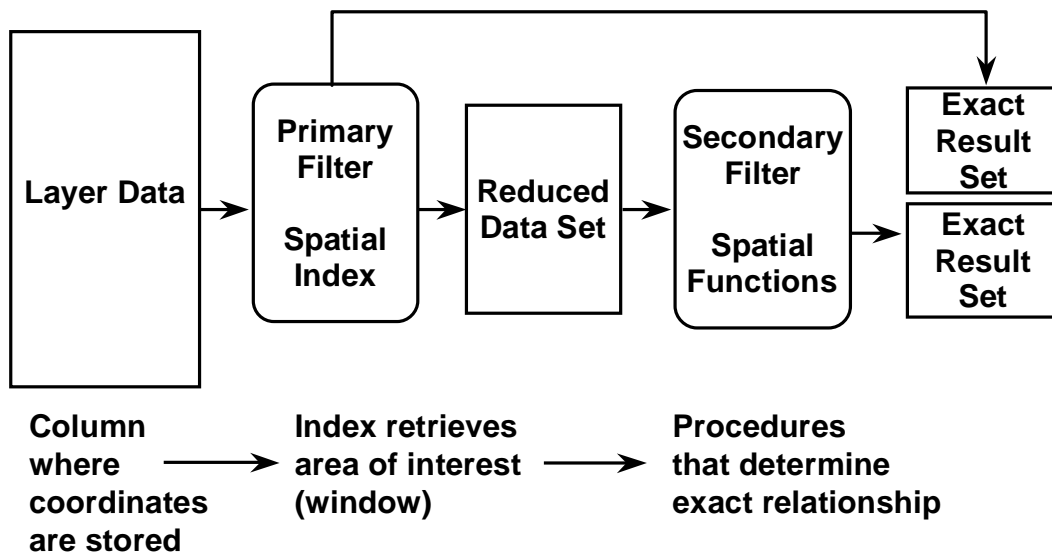 Layer Data
Primary
Filter
Spatial
Index
Reduced
Data Set
Secondary
Filter
Spatial
Functions
Exact
Result
Set
Exact
Result
Set
Column
where
coordinates
are stored
Index retrieves
area of interest
(window)
Procedures
that determine
exact relationship